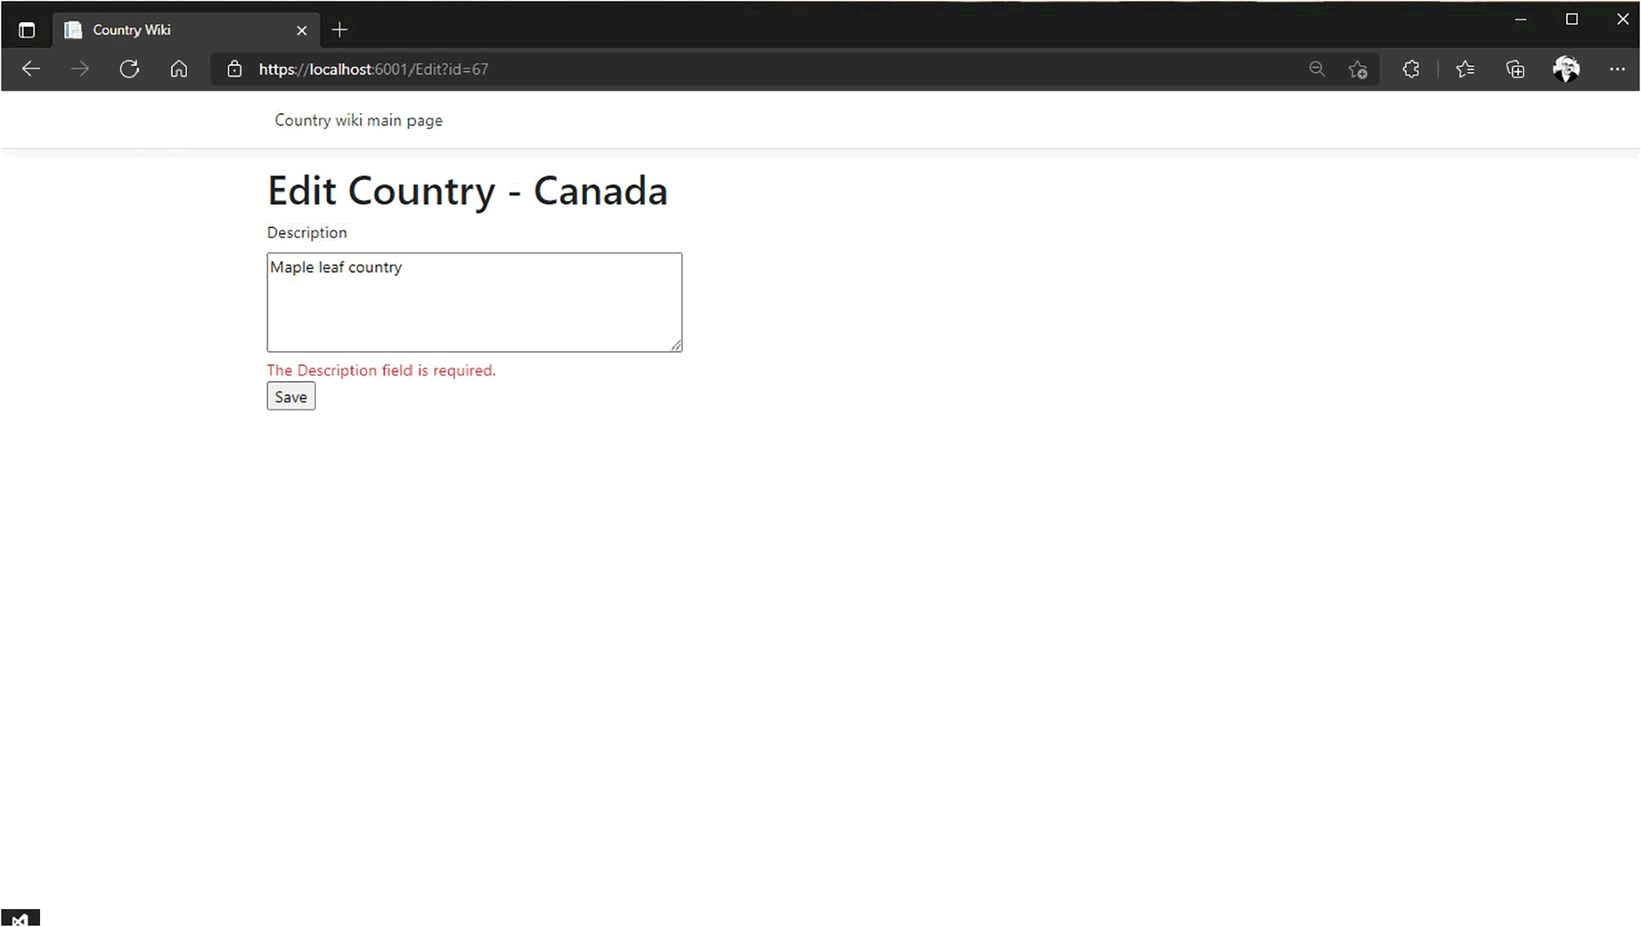 Country Wiki
https://localhost:6001/Edit?id=67
Country wiki main page
Edit Country - Canada
Description
Maple leaf country
The Description field is required.
Save